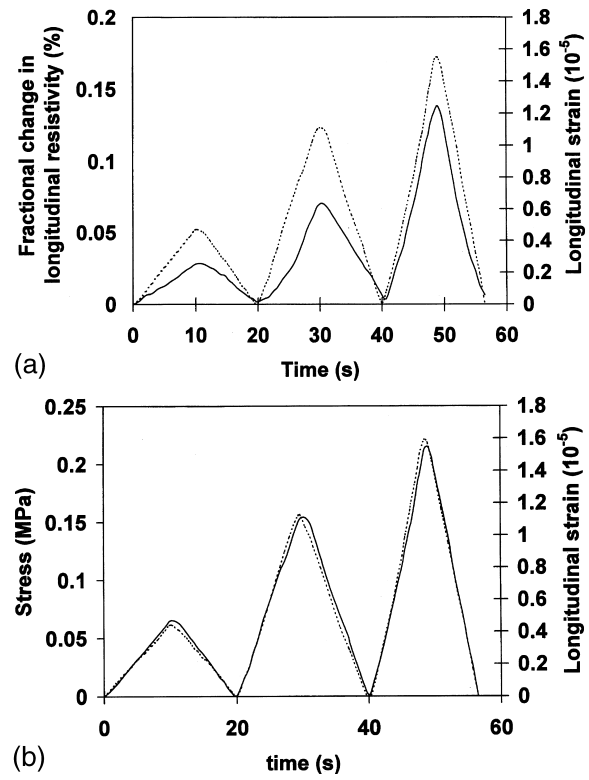 0.2
0.15
0.1
0.05
0
Fractional change in
longitudinal resistivity (%)
1.8
1.6
1.4
1.2
1
0.8
0.6
0.4
0.2
0
Longitudinal strain (10-5)
0 10 20 30 40 50 60
Time (s)
(a)
0.25
0.2
0.15
0.1
0.05
0
Stress (MPa)
1.8
1.6
1.4
1.2
1
0.8
0.6
0.4
0.2
0
Longitudinal strain (10-5)
0 20 40 60
time (s)
(b)